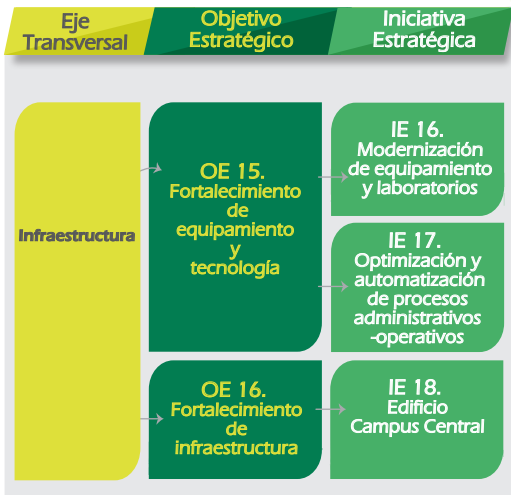 Eje
Transversal
Objetivo
Estratégico
Iniciativa
Estratégica
Infraestructura
OE 15.
Fortalecimiento
de
equipamiento
y
tecnología
IE 16.
Modernización
de equipamiento
y laboratorios
IE 17.
Optimización y
automatización
de procesos
administrativos
-operativos
OE 16.
Fortalecimiento
de
infraestructura
IE 18.
Edificio
Campus Central